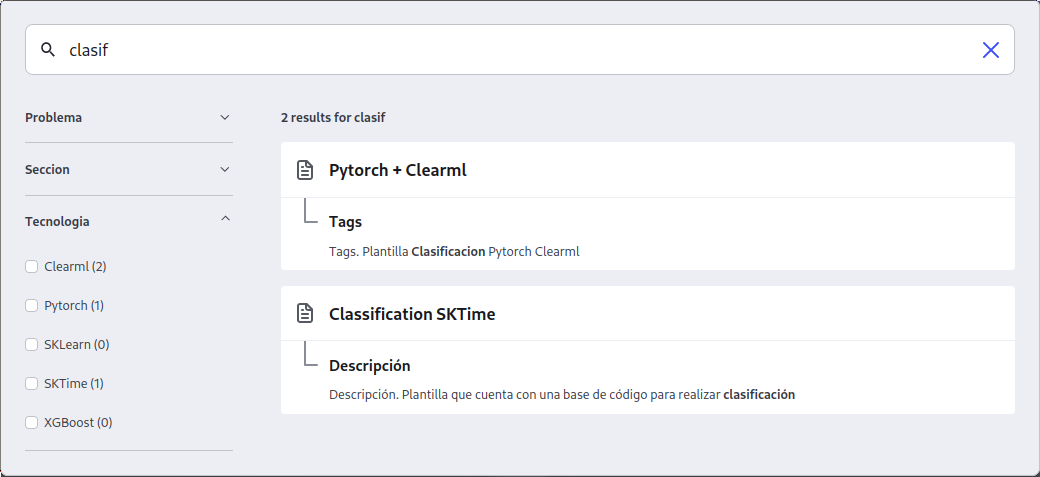 clasif
Problema
Seccion
Tecnologia
Clearml (2)
Pytorch (1)
SKLearn (0)
SKTime (1)
XGBoost (0)
2 results for clasif
Pytorch + Clearml
Tags
Tags. Plantilla Clasificacion Pytorch Clearml
Classification SKTime
Descripción
Descripción. Plantilla que cuenta con una base de código para realizar clasificación